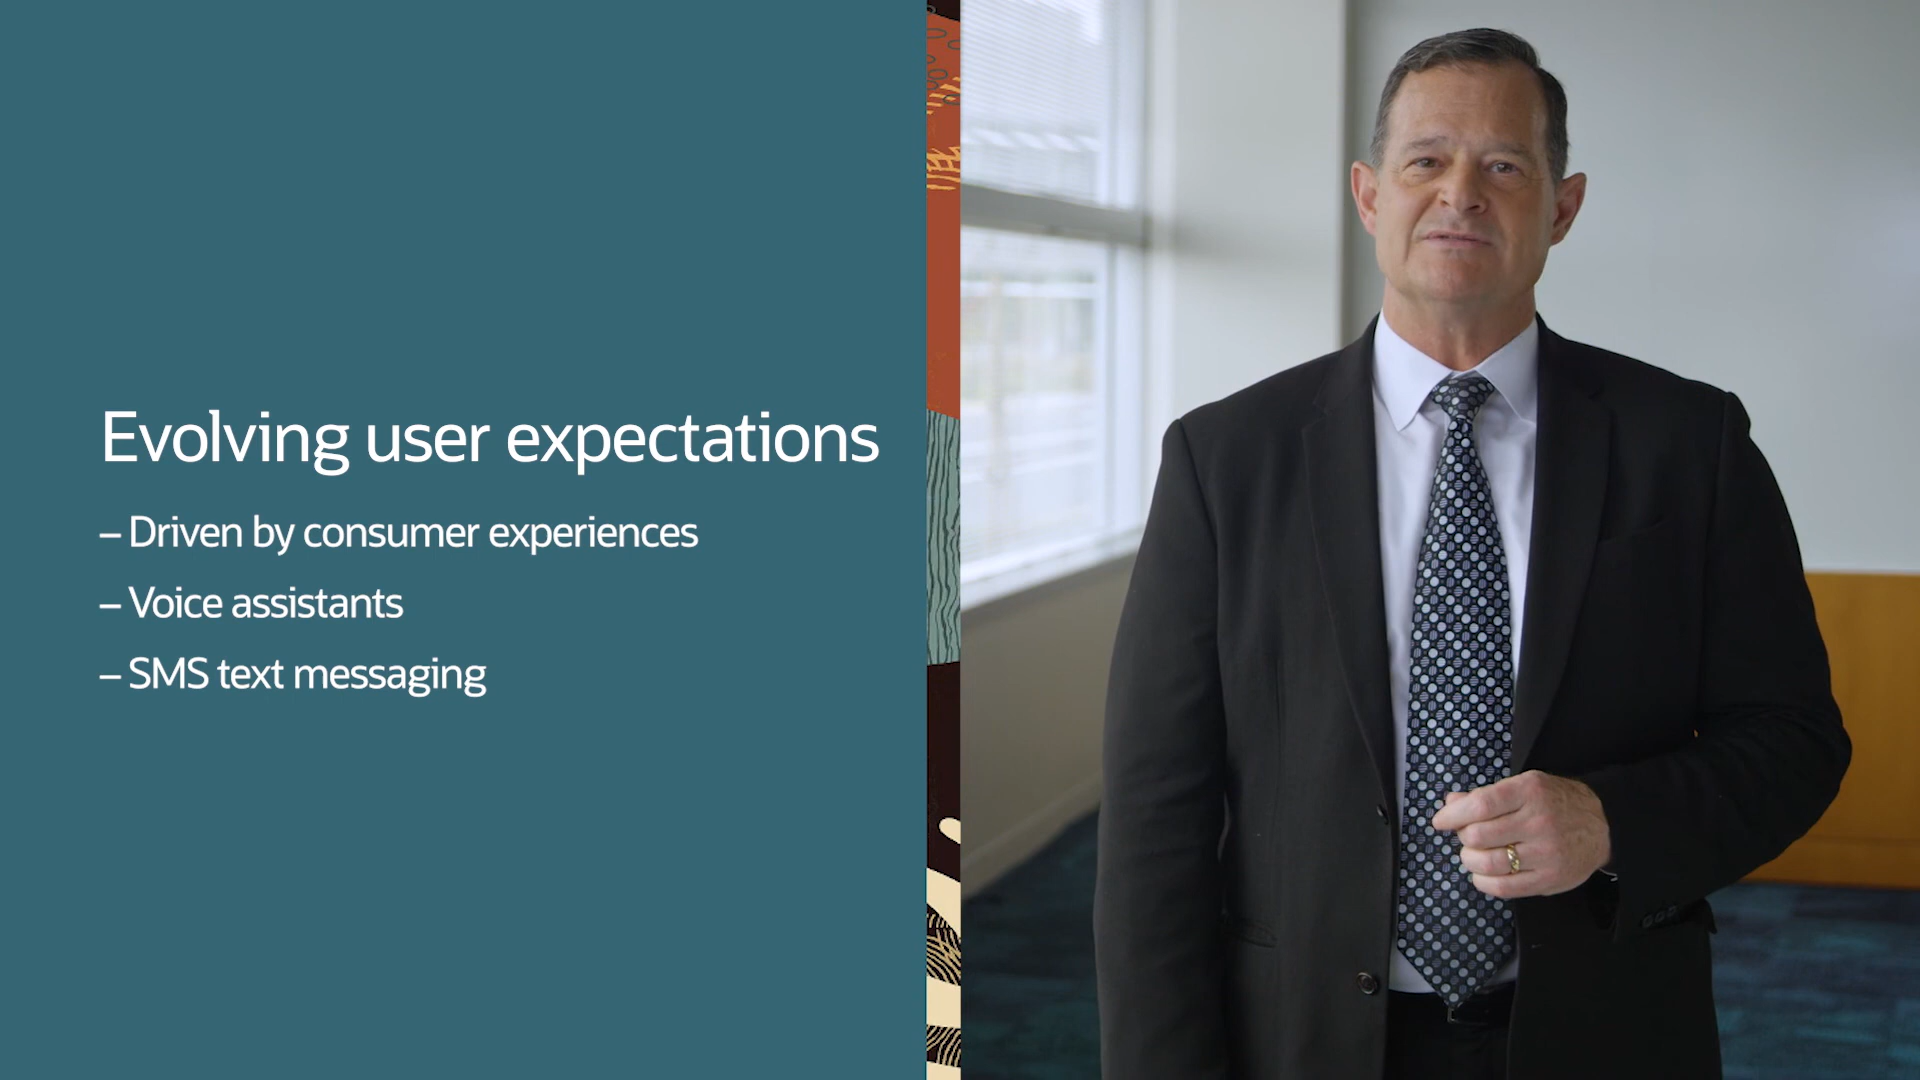 Evolving user expectations
– Driven by consumer experiences
– Voice assistants
– SMS text messaging